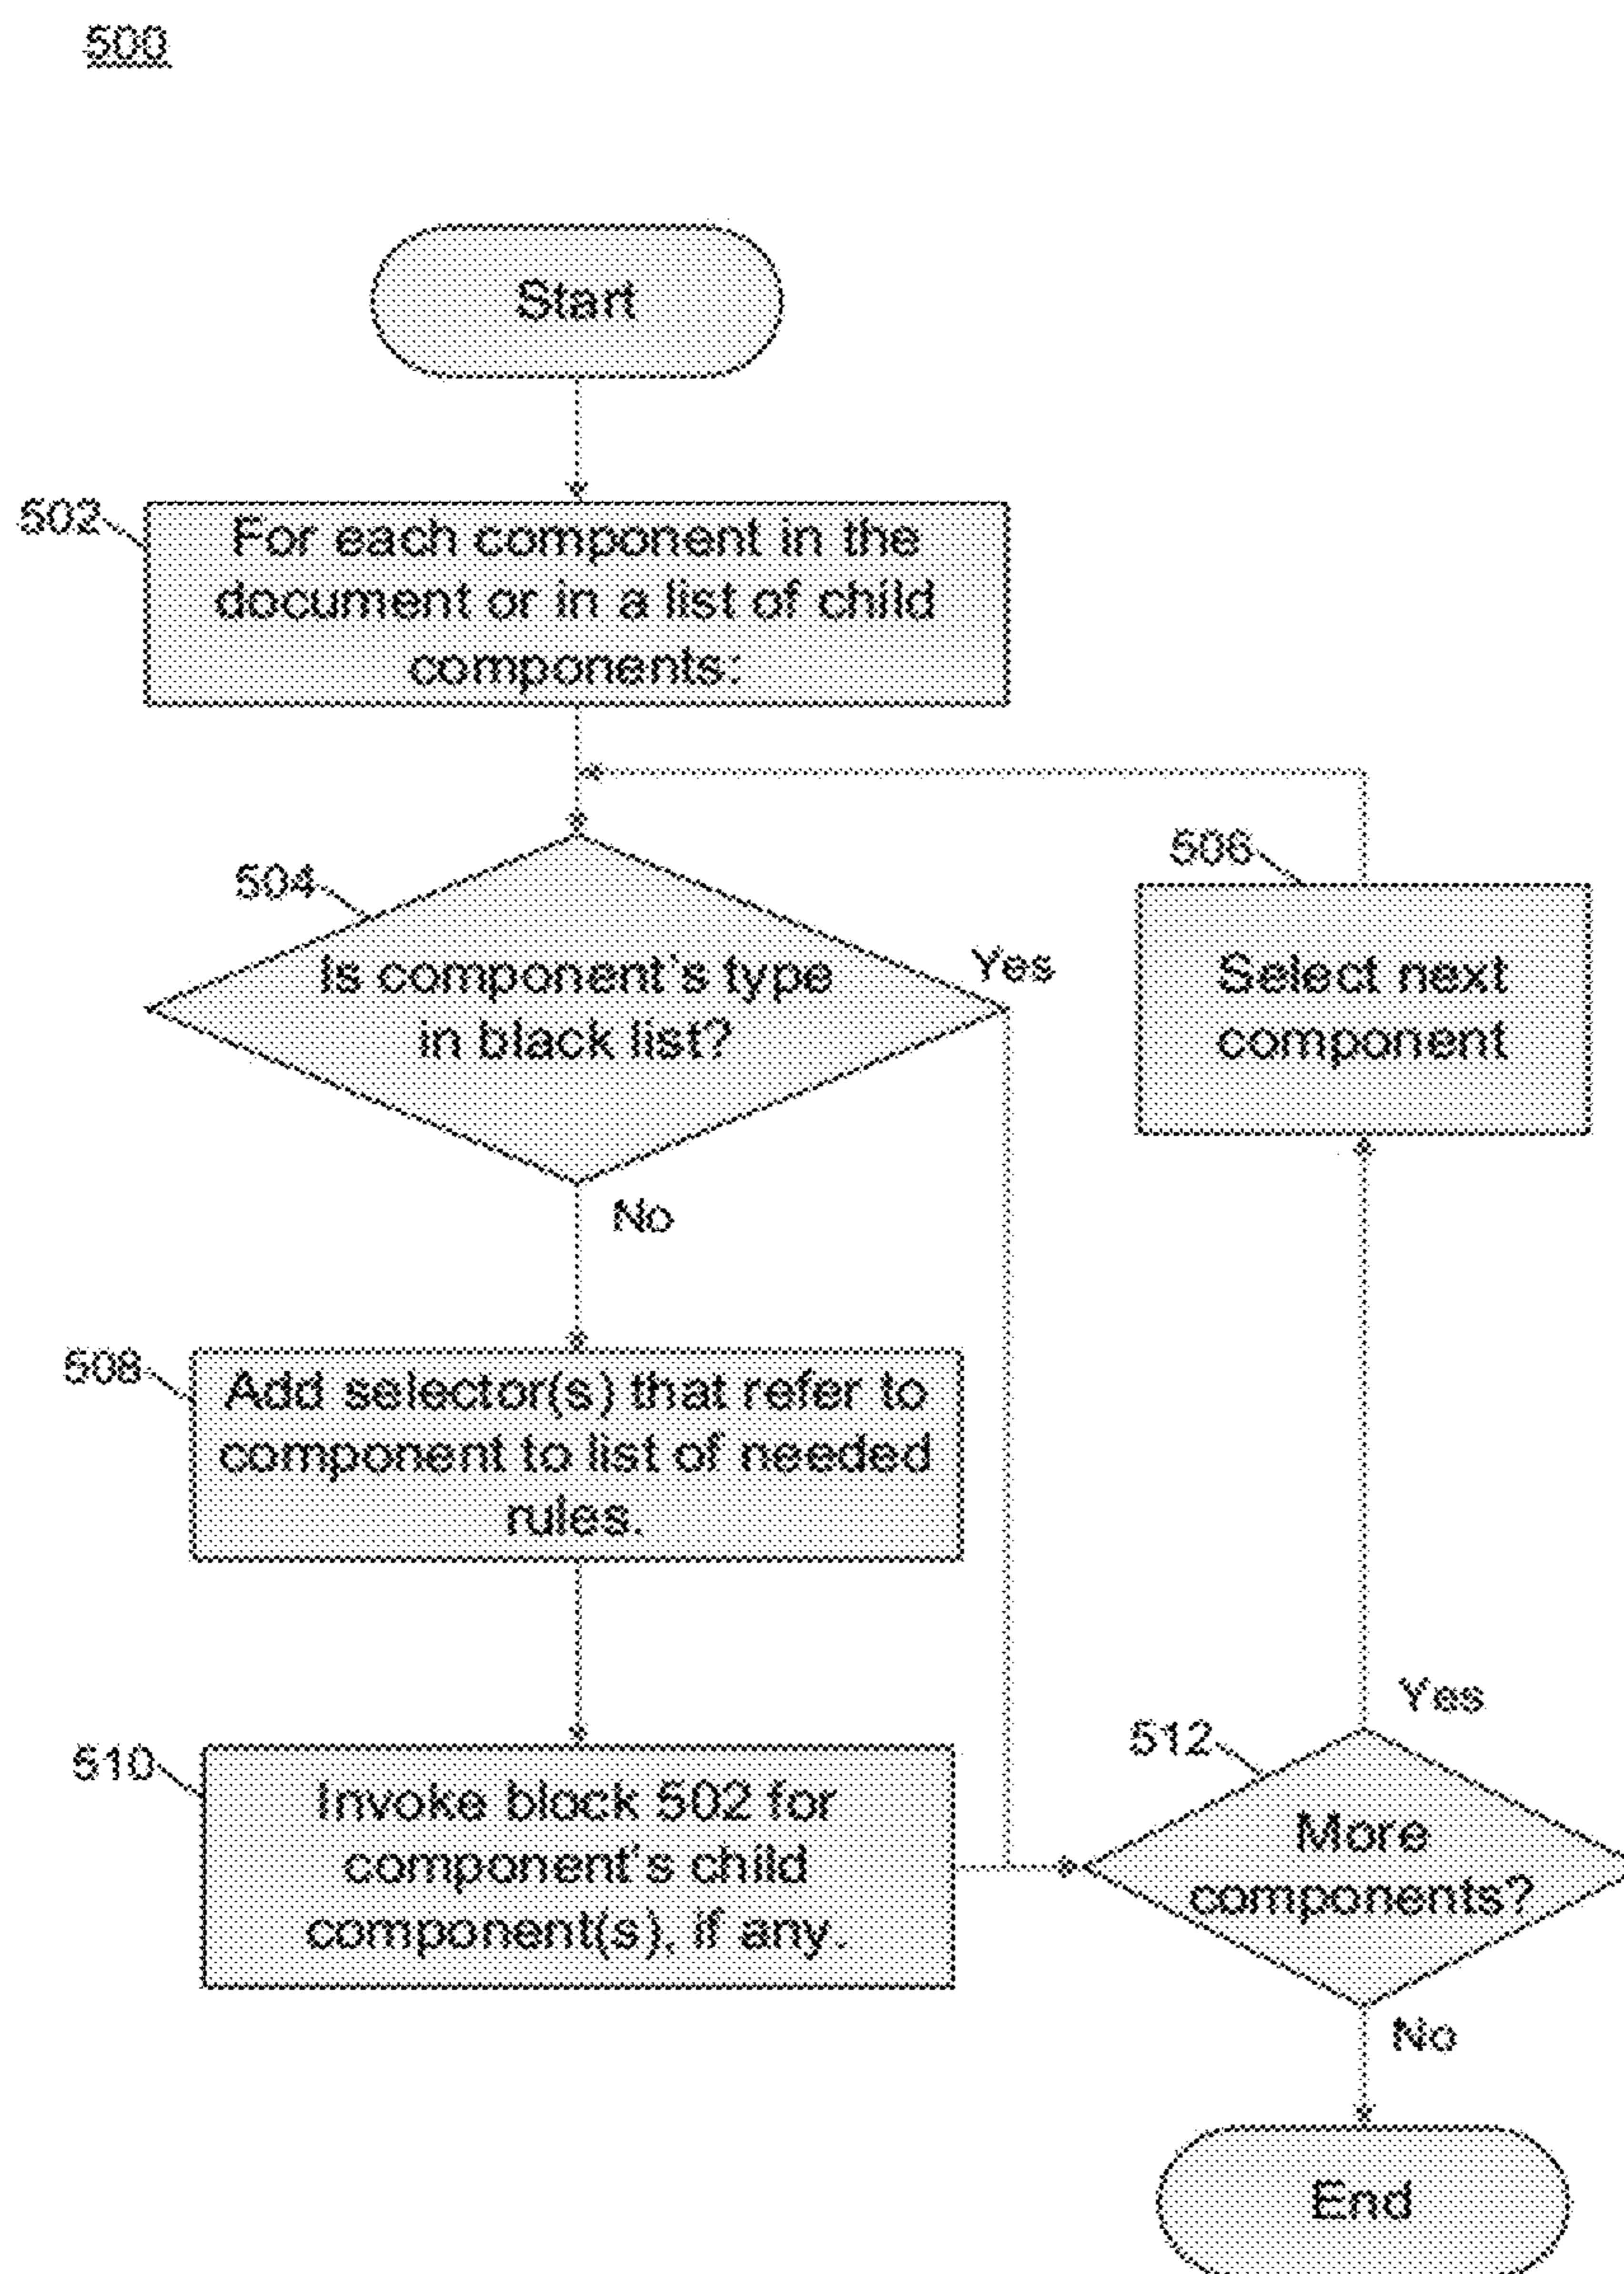 500
Start
502
For each component in the
document or in a list of child
components:
504
Is component's type
in black list?
Yes
506
Select next
component
No
508
Add selector(s) that refer to
component to list of needed
rules.
510
Invoke block 502 for
component's child
component(s), if any.
Yes
512
More
components?
No
End